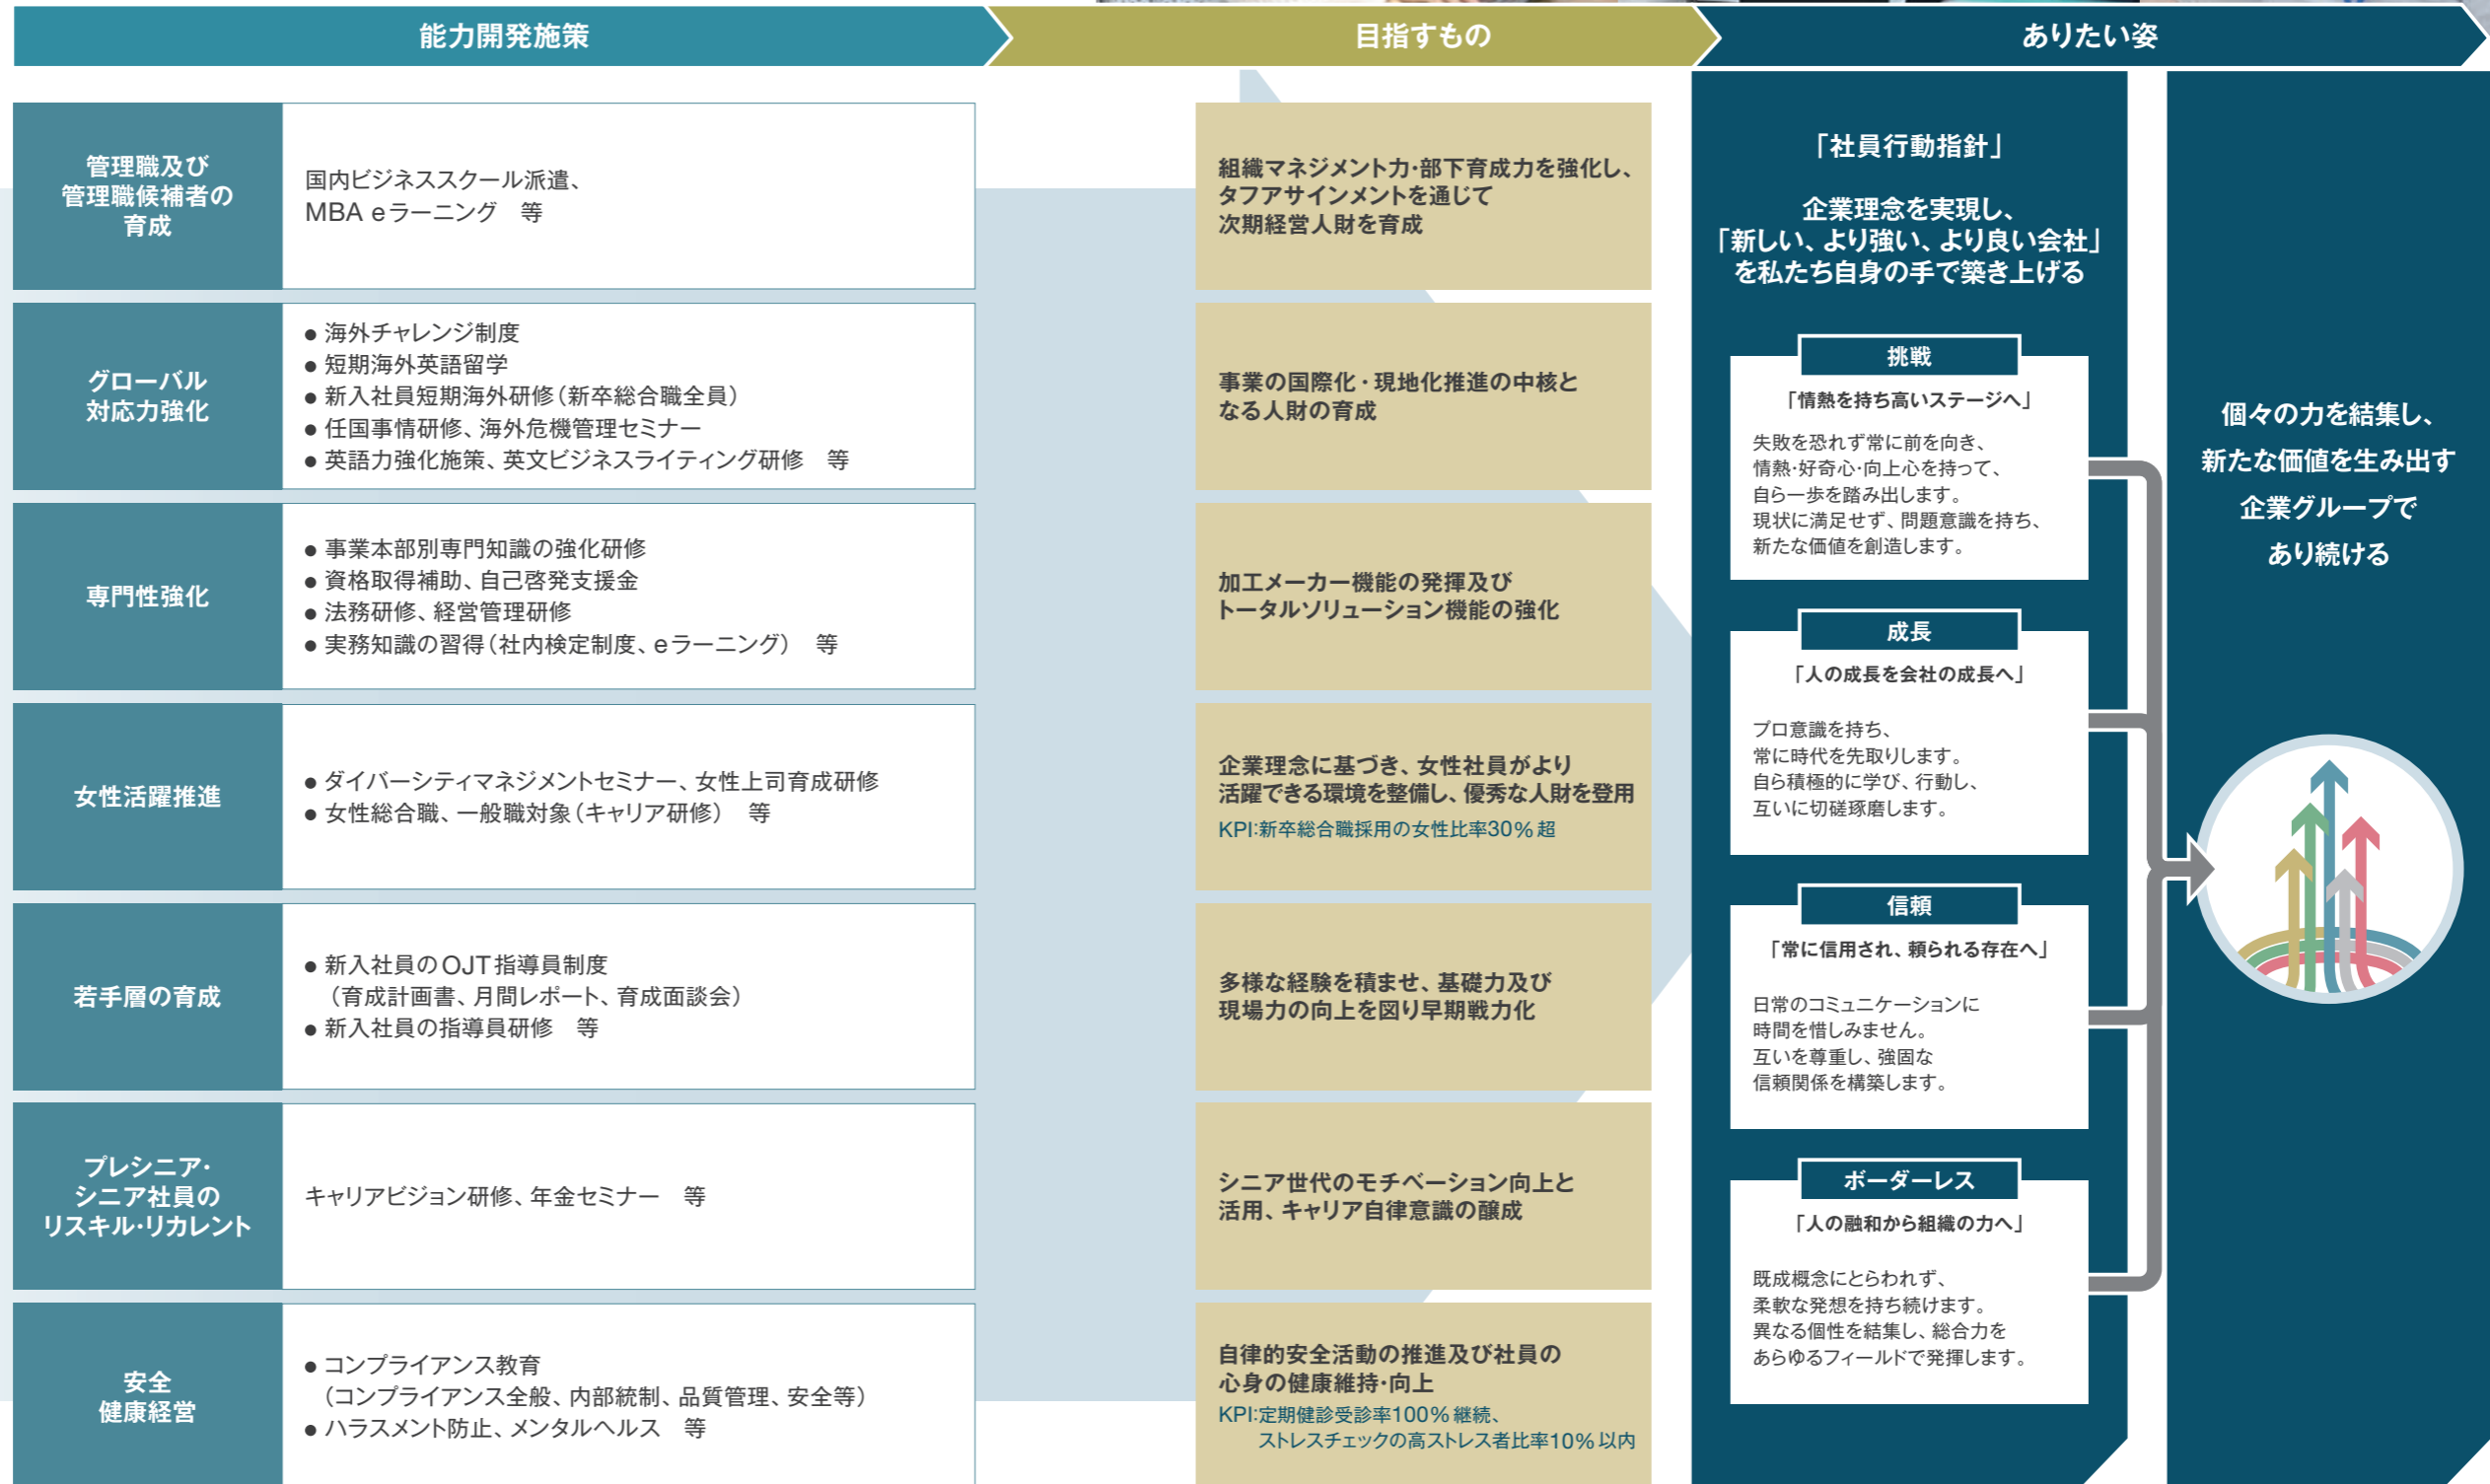 能力開発施策
目指すもの
ありたい姿
管理職及び
管理職候補者の
育成
国内ビジネススクール派遣、
MBA eラーニング　等
組織マネジメント力・部下育成力を強化し、
タフアサインメントを通じて
次期経営人財を育成
グローバル
対応力強化
● 海外チャレンジ制度
● 短期海外英語留学
● 新入社員短期海外研修（新卒総合職全員）
● 任国事情研修、海外危機管理セミナー
● 英語力強化施策、英文ビジネスライティング研修　等
事業の国際化・現地化推進の中核と
なる人財の育成
専門性強化
● 事業本部別専門知識の強化研修
● 資格取得補助、自己啓発支援金
● 法務研修、経営管理研修
● 実務知識の習得（社内検定制度、eラーニング）　等
加工メーカー機能の発揮及び
トータルソリューション機能の強化
女性活躍推進
● ダイバーシティマネジメントセミナー、女性上司育成研修
● 女性総合職、一般職対象（キャリア研修）　等
企業理念に基づき、女性社員がより
活躍できる環境を整備し、優秀な人財を登用
KPI:新卒総合職採用の女性比率30%超
若手層の育成
● 新入社員のOJT指導員制度
（育成計画書、月間レポート、育成面談会）
● 新入社員の指導員研修　等
多様な経験を積ませ、基礎力及び
現場力の向上を図り早期戦力化
プレシニア・
シニア社員の
リスキル・リカレント
キャリアビジョン研修、年金セミナー　等
シニア世代のモチベーション向上と
活用、キャリア自律意識の醸成
安全
健康経営
● コンプライアンス教育
（コンプライアンス全般、内部統制、品質管理、安全等）
● ハラスメント防止、メンタルヘルス　等
自律的安全活動の推進及び社員の
心身の健康維持・向上
KPI:定期健診受診率100%継続、
ストレスチェックの高ストレス者比率10%以内
「社員行動指針」
企業理念を実現し、
「新しい、より強い、より良い会社」
を私たち自身の手で築き上げる
挑戦
「情熱を持ち高いステージへ」
失敗を恐れず常に前を向き、
情熱・好奇心・向上心を持って、
自ら一歩を踏み出します。
現状に満足せず、問題意識を持ち、
新たな価値を創造します。
成長
「人の成長を会社の成長へ」
プロ意識を持ち、
常に時代を先取りします。
自ら積極的に学び、行動し、
互いに切磋琢磨します。
信頼
「常に信用され、頼られる存在へ」
日常のコミュニケーションに
時間を惜しみません。
互いを尊重し、強固な
信頼関係を構築します。
ボーダーレス
「人の融和から組織の力へ」
既成概念にとらわれず、
柔軟な発想を持ち続けます。
異なる個性を結集し、総合力を
あらゆるフィールドで発揮します。
個々の力を結集し、
新たな価値を生み出す
企業グループで
あり続ける